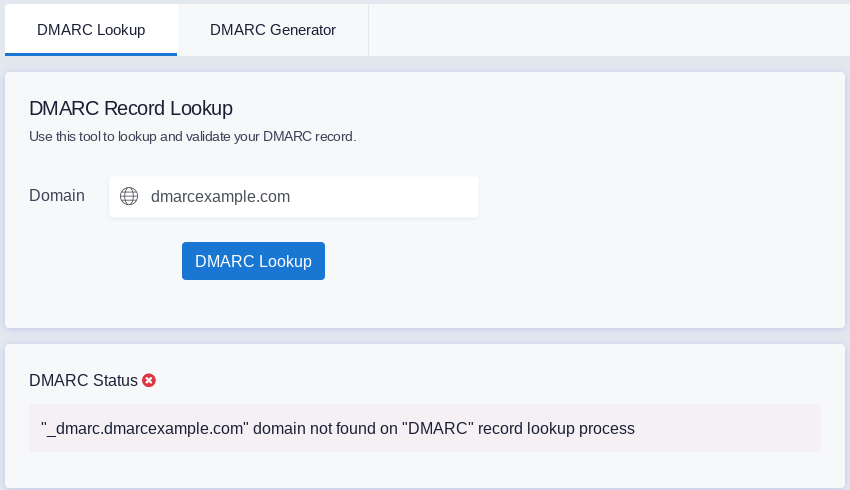 DMARC Lookup
DMARC Generator
DMARC Record Lookup
Use this tool to lookup and validate your DMARC record.
Domain
dmarcexample.com
DMARC Lookup
DMARC Status
"_dmarc.dmarcexample.com" domain not found on "DMARC" record lookup process